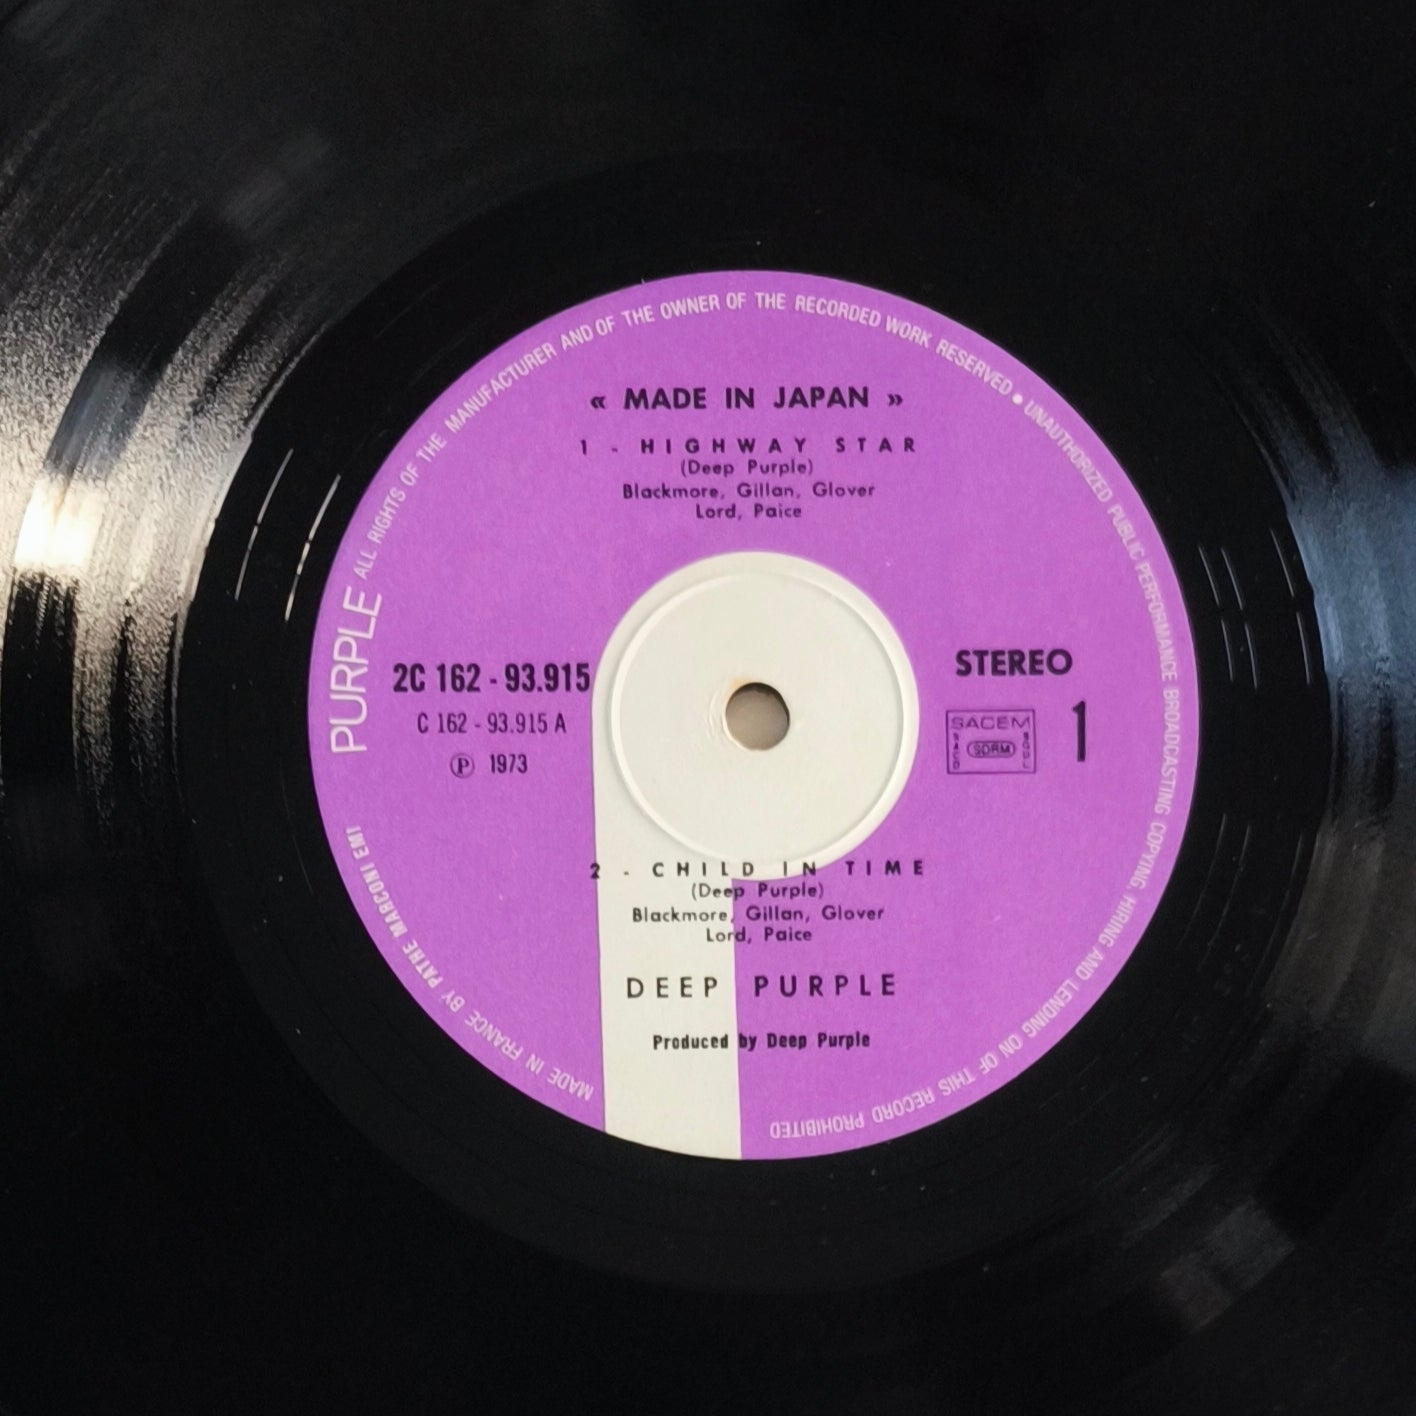 « MADE IN JAPAN »
1 - HIGHWAY STAR
(Deep Purple)
Blackmore, Gillan, Glover
Lord, Paice
2C 162 - 93.915
C 162 - 93.915 A
Ⓟ 1973
STEREO
1
SACEM
SACD
SDRM
SGDL
2 - CHILD IN TIME
(Deep Purple)
Blackmore, Gillan, Glover
Lord, Paice
DEEP PURPLE
Produced by Deep Purple
PURPLE
ALL RIGHTS OF THE MANUFACTURER AND OF THE OWNER OF THE RECORDED WORK RESERVED • UNAUTHORIZED PUBLIC PERFORMANCE BROADCASTING COPYING, HIRING AND LENDING ON OF THIS RECORD PROHIBITED
MADE IN FRANCE BY PATHE MARCONI EMI